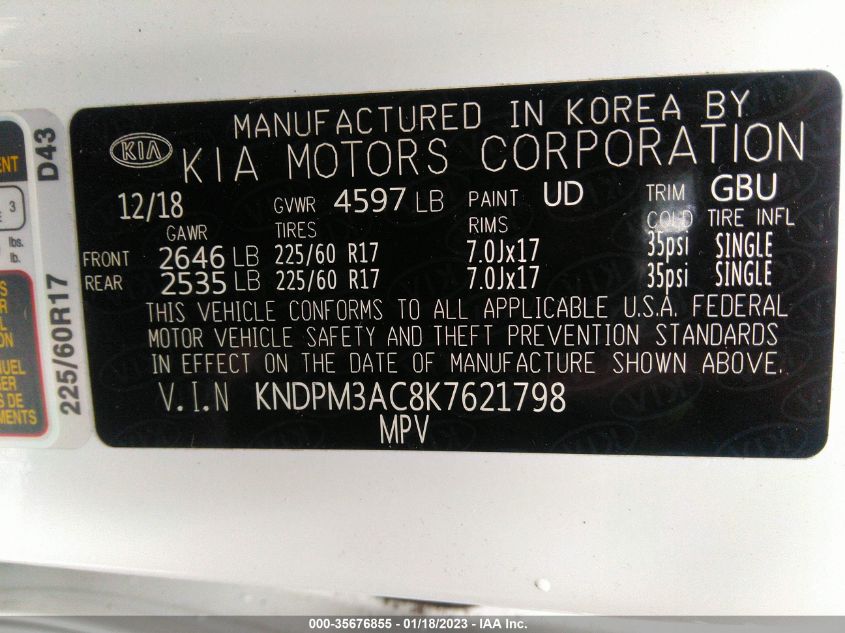 MANUFACTURED IN KOREA BY
KIA KIA MOTORS CORPORATION
12/18 GVWR 4597 LB PAINT UD TRIM GBU
GAWR TIRES RIMS COLD TIRE INFL
FRONT 2646 LB 225/60 R17 7.0Jx17 35psi SINGLE
REAR 2535 LB 225/60 R17 7.0Jx17 35psi SINGLE
THIS VEHICLE CONFORMS TO ALL APPLICABLE U.S.A. FEDERAL
MOTOR VEHICLE SAFETY AND THEFT PREVENTION STANDARDS
IN EFFECT ON THE DATE OF MANUFACTURE SHOWN ABOVE.
V.I.N KNDPM3AC8K7621798
MPV
D43
225/60R17
3
lbs.
lb.
000-35676855 - 01/18/2023 - IAA Inc.